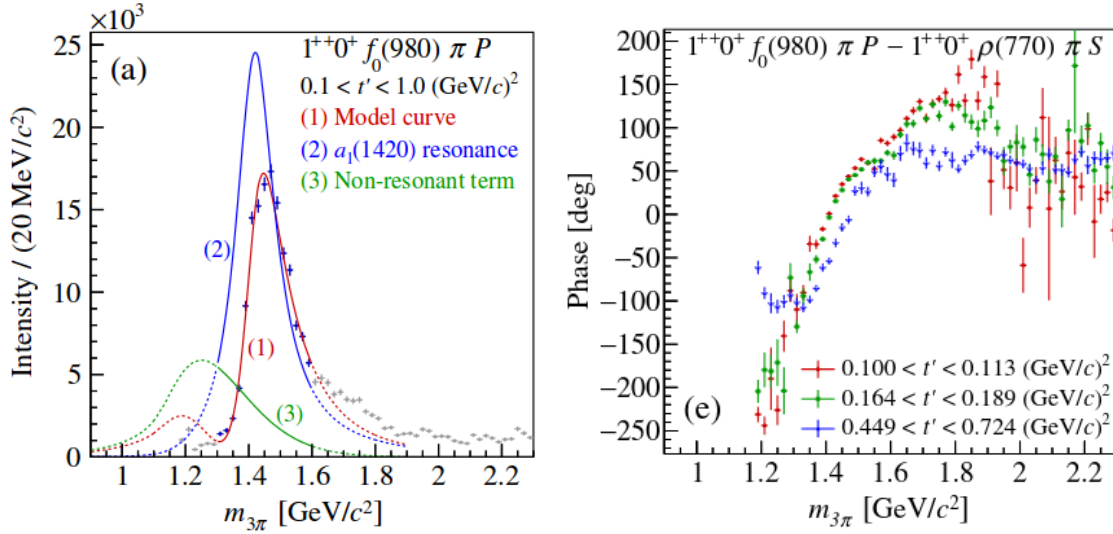 ×10³
Intensity / (20 MeV/c²)
25
20
15
10
5
0
(a)
1⁺⁺0⁺ f₀(980) π P
0.1 < t′ < 1.0 (GeV/c)²
(1) Model curve
(2) a₁(1420) resonance
(3) Non-resonant term
(2)
(1)
(3)
1 1.2 1.4 1.6 1.8 2 2.2
m₃π [GeV/c²]
Phase [deg]
200
150
100
50
0
−50
−100
−150
−200
−250
1⁺⁺0⁺ f₀(980) π P − 1⁺⁺0⁺ ρ(770) π S
(e)
0.100 < t′ < 0.113 (GeV/c)²
0.164 < t′ < 0.189 (GeV/c)²
0.449 < t′ < 0.724 (GeV/c)²
1 1.2 1.4 1.6 1.8 2 2.2
m₃π [GeV/c²]